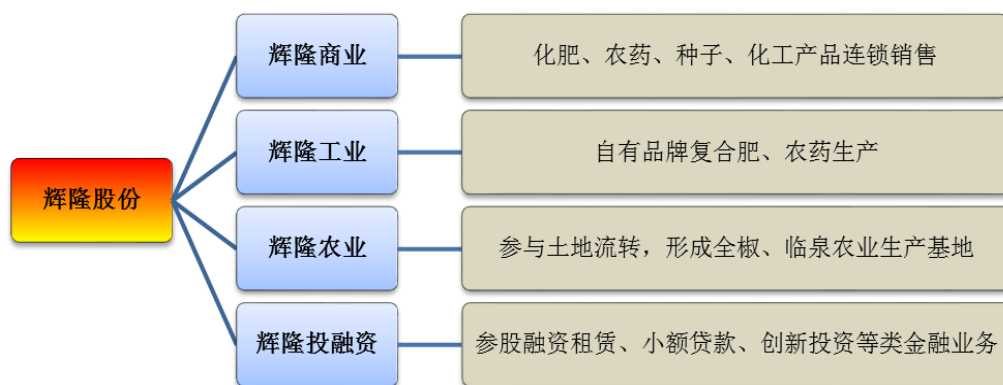 辉隆股份
辉隆商业
化肥、农药、种子、化工产品连锁销售
辉隆工业
自有品牌复合肥、农药生产
辉隆农业
参与土地流转，形成全椒、临泉农业生产基地
辉隆投融资
参股融资租赁、小额贷款、创新投资等类金融业务